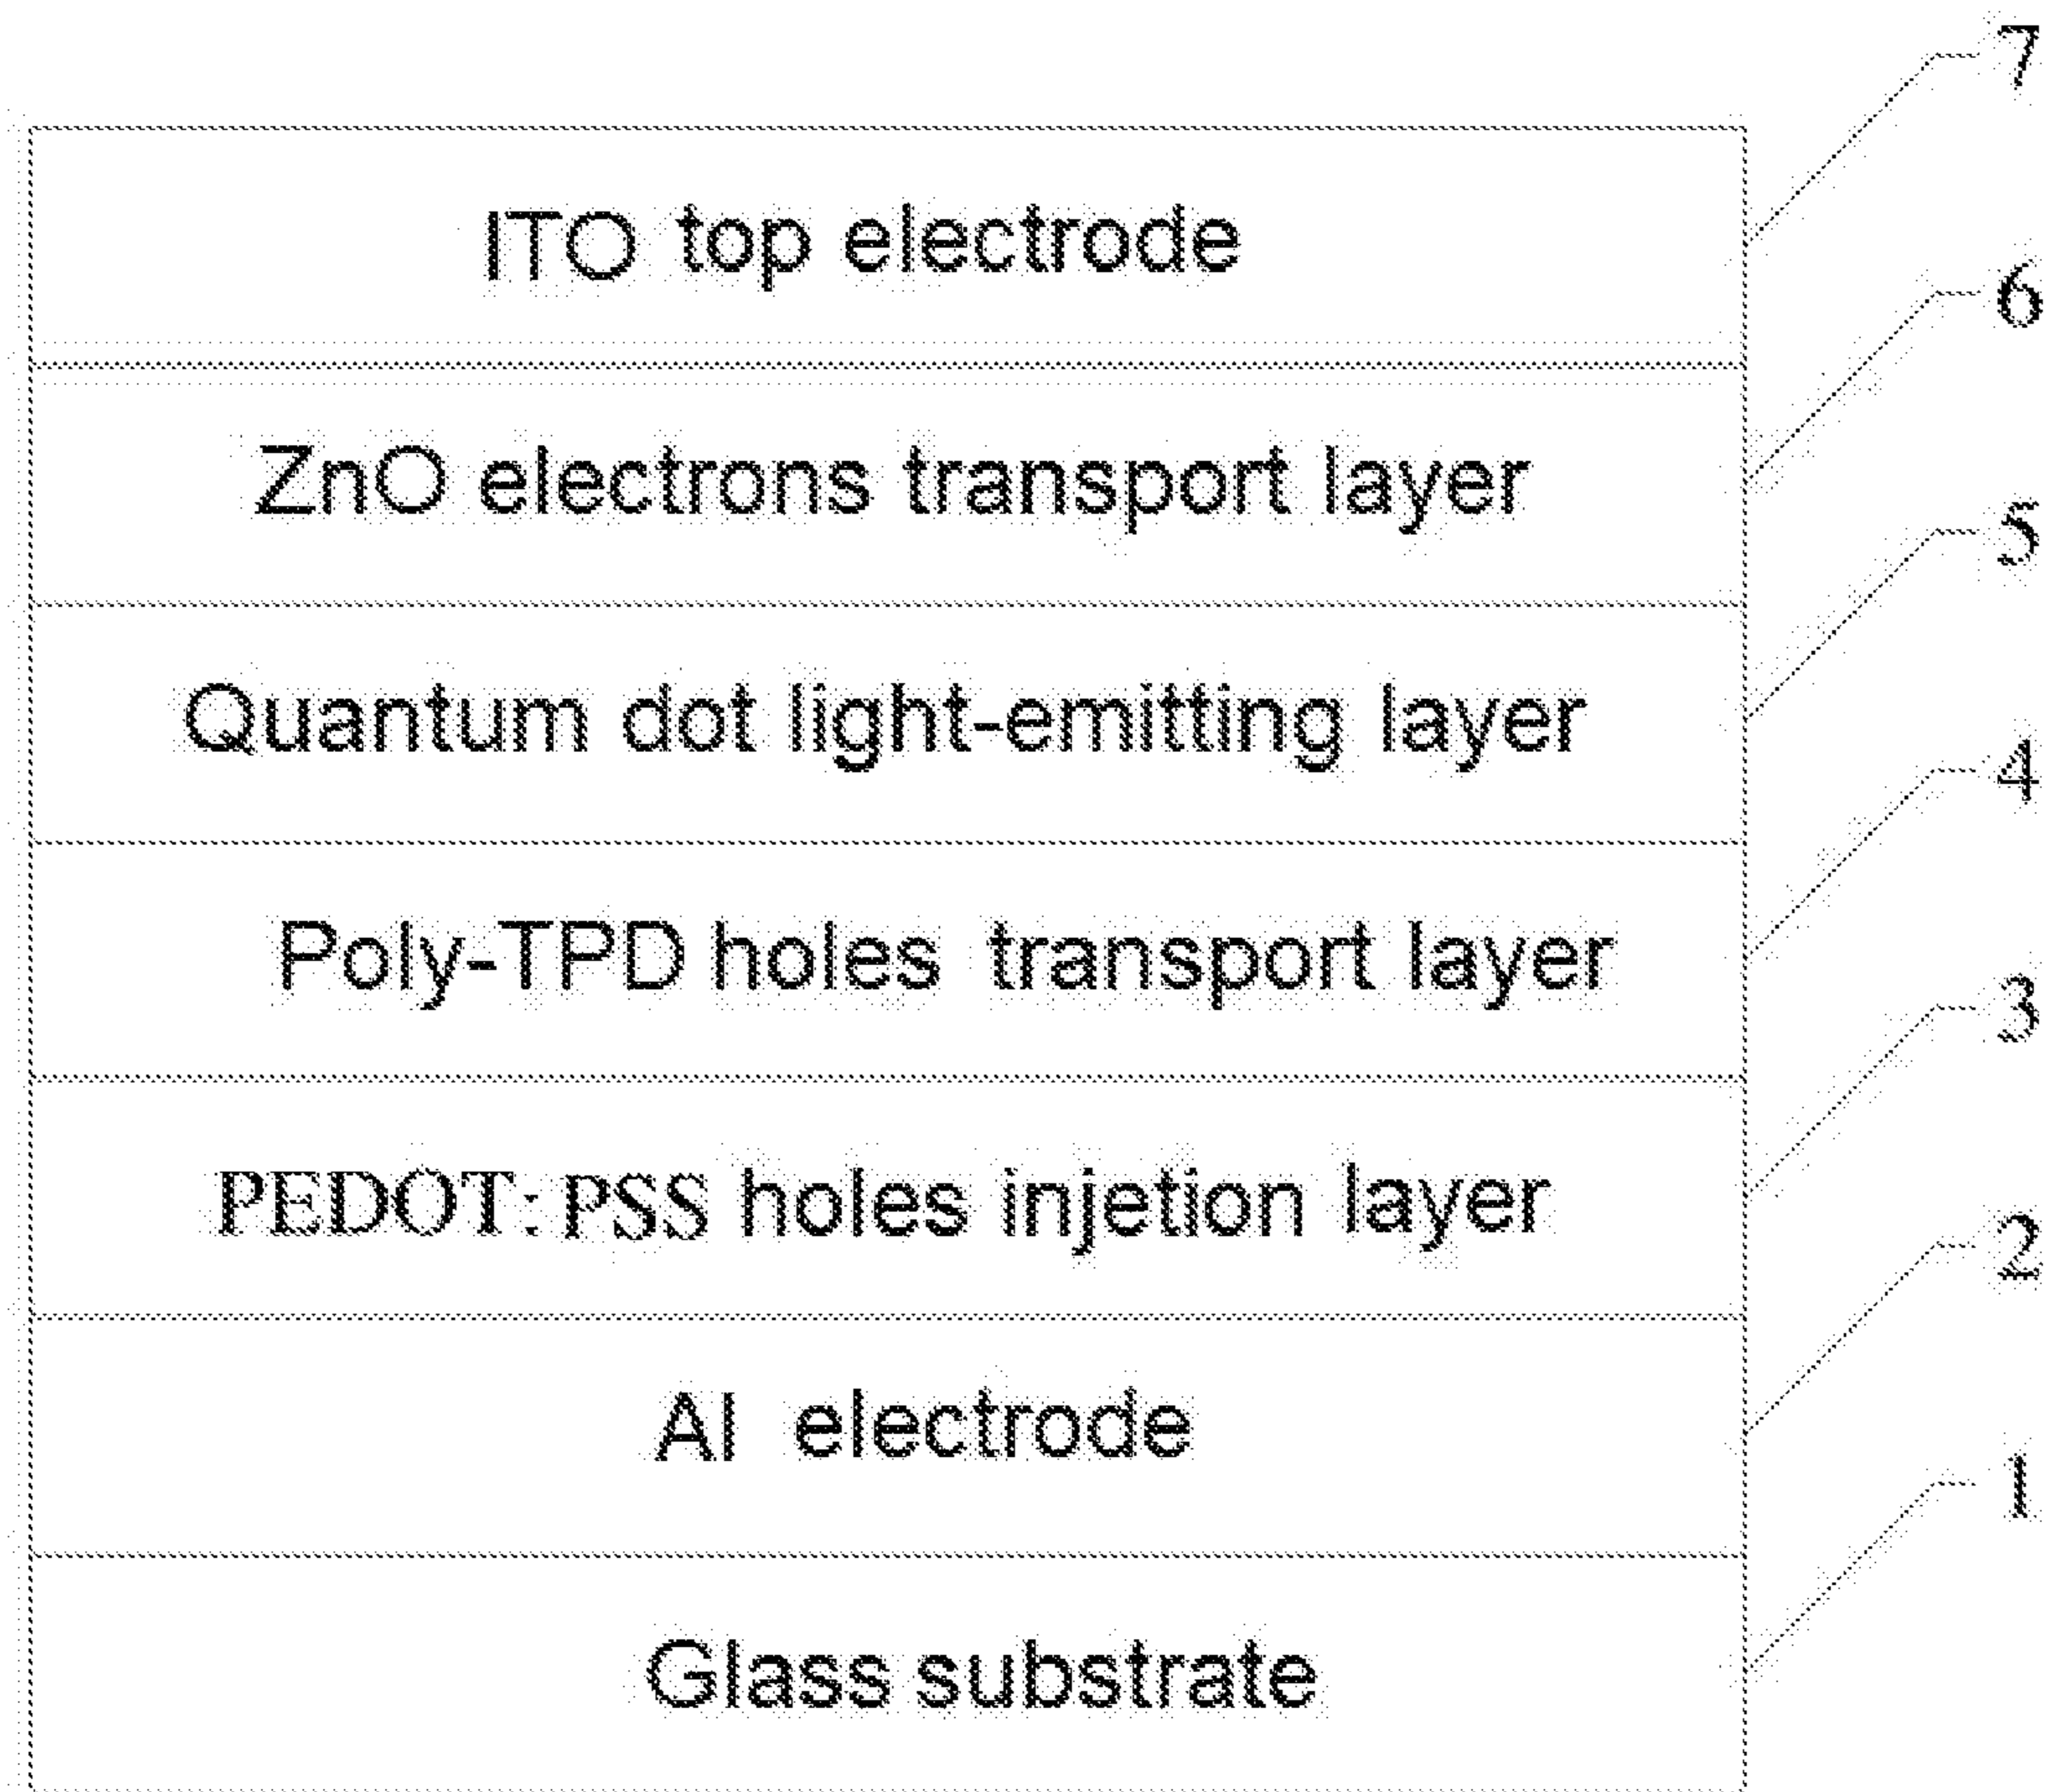 7
ITO top electrode
6
ZnO electrons transport layer
5
Quantum dot light-emitting layer
4
Poly-TPD holes transport layer
3
PEDOT: PSS holes injetion layer
2
Al electrode
1
Glass substrate